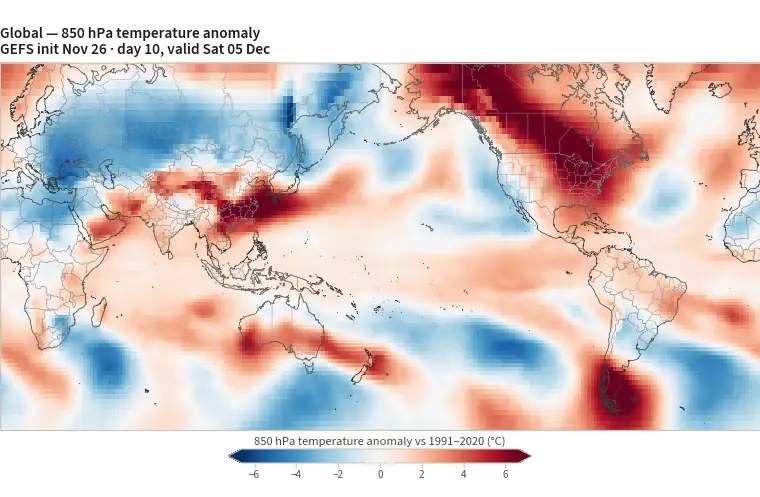 Global — 850 hPa temperature anomaly
GEFS init Nov 26 · day 10, valid Sat 05 Dec
850 hPa temperature anomaly vs 1991–2020 (°C)
−6 −4 −2 0 2 4 6